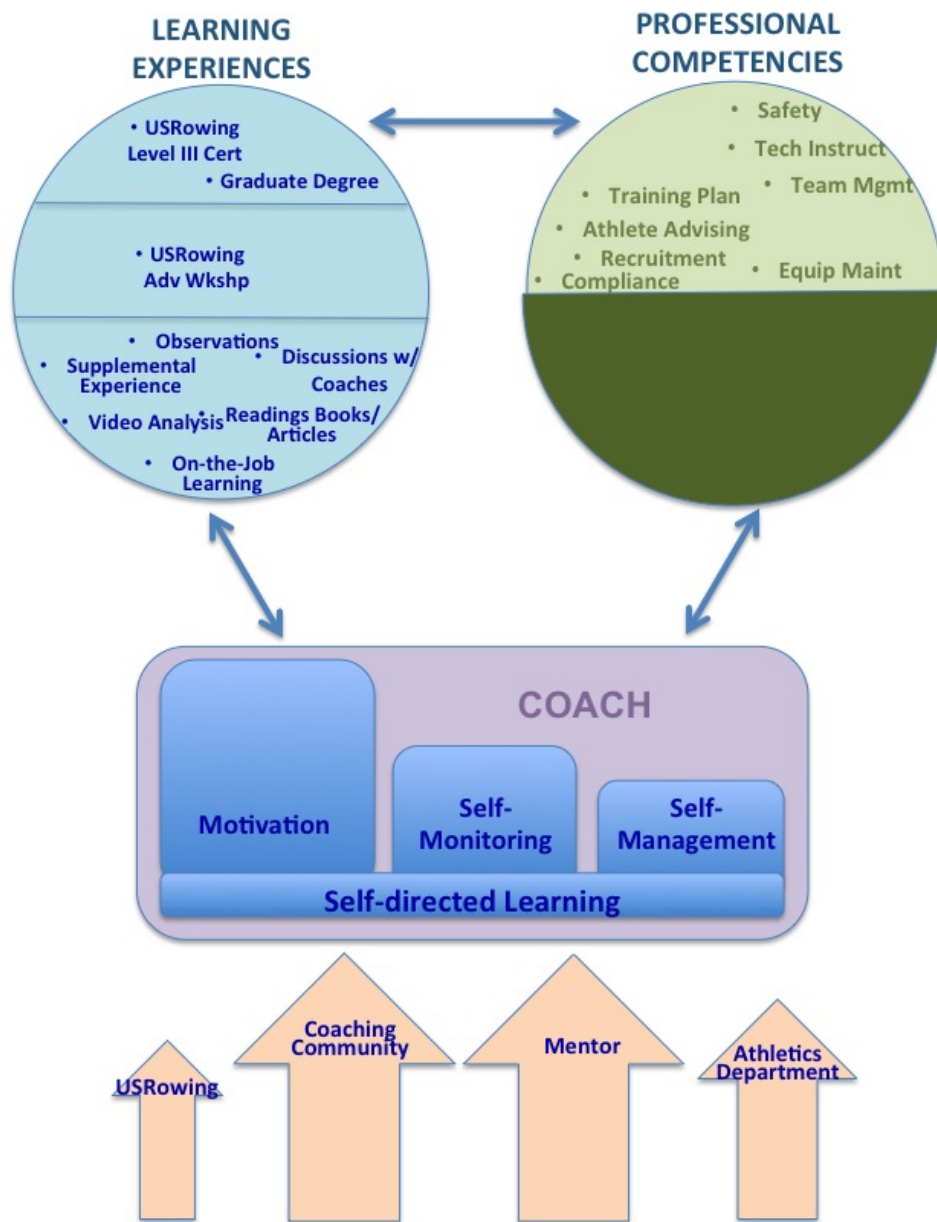 LEARNING
EXPERIENCES
• USRowing
Level III Cert
• Graduate Degree
• USRowing
Adv Wkshp
• Observations
• Supplemental
Experience
• Discussions w/
Coaches
• Video Analysis
• Readings Books/
Articles
• On-the-Job
Learning
PROFESSIONAL
COMPETENCIES
• Safety
• Tech Instruct
• Team Mgmt
• Training Plan
• Athlete Advising
• Recruitment
• Compliance
• Equip Maint
COACH
Motivation
Self-
Monitoring
Self-
Management
Self-directed Learning
USRowing
Coaching
Community
Mentor
Athletics
Department